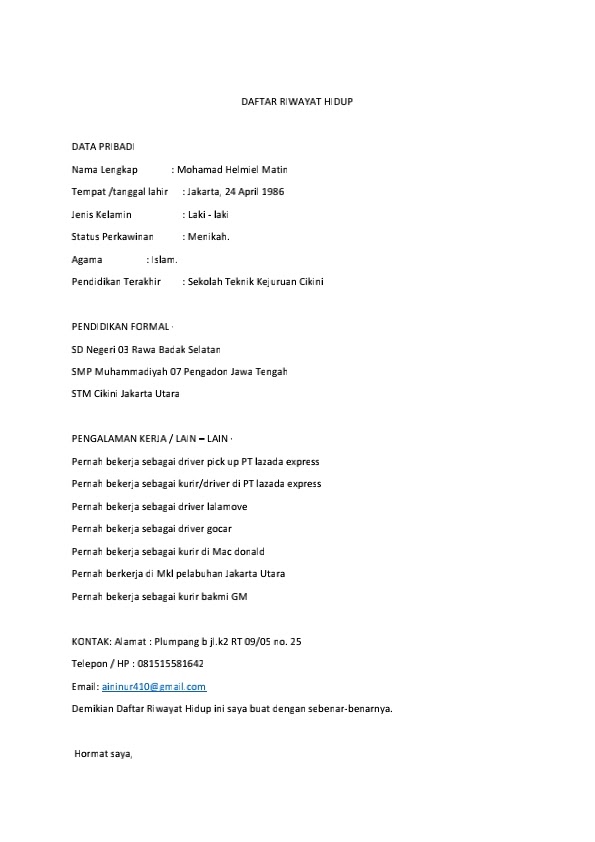 DAFTAR RIWAYAT HIDUP
DATA PRIBADI
Nama Lengkap : Mohamad Helmiel Matin
Tempat /tanggal lahir : Jakarta, 24 April 1986
Jenis Kelamin : Laki - laki
Status Perkawinan : Menikah.
Agama : Islam.
Pendidikan Terakhir : Sekolah Teknik Kejuruan Cikini
PENDIDIKAN FORMAL ·
SD Negeri 03 Rawa Badak Selatan
SMP Muhammadiyah 07 Pengadon Jawa Tengah
STM Cikini Jakarta Utara
PENGALAMAN KERJA / LAIN – LAIN ·
Pernah bekerja sebagai driver pick up PT lazada express
Pernah bekerja sebagai kurir/driver di PT lazada express
Pernah bekerja sebagai driver lalamove
Pernah bekerja sebagai driver gocar
Pernah bekerja sebagai kurir di Mac donald
Pernah berkerja di Mkl pelabuhan Jakarta Utara
Pernah bekerja sebagai kurir bakmi GM
KONTAK: Alamat : Plumpang b jl.k2 RT 09/05 no. 25
Telepon / HP : 081515581642
Email: aininur410@gmail.com
Demikian Daftar Riwayat Hidup ini saya buat dengan sebenar-benarnya.
Hormat saya,